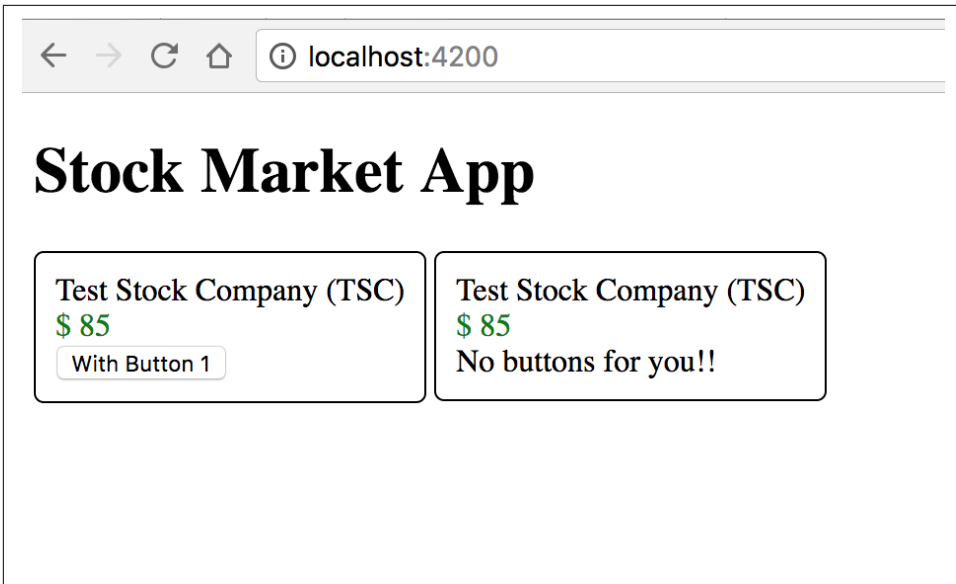 localhost:4200
Stock Market App
Test Stock Company (TSC)
$ 85
With Button 1
Test Stock Company (TSC)
$ 85
No buttons for you!!